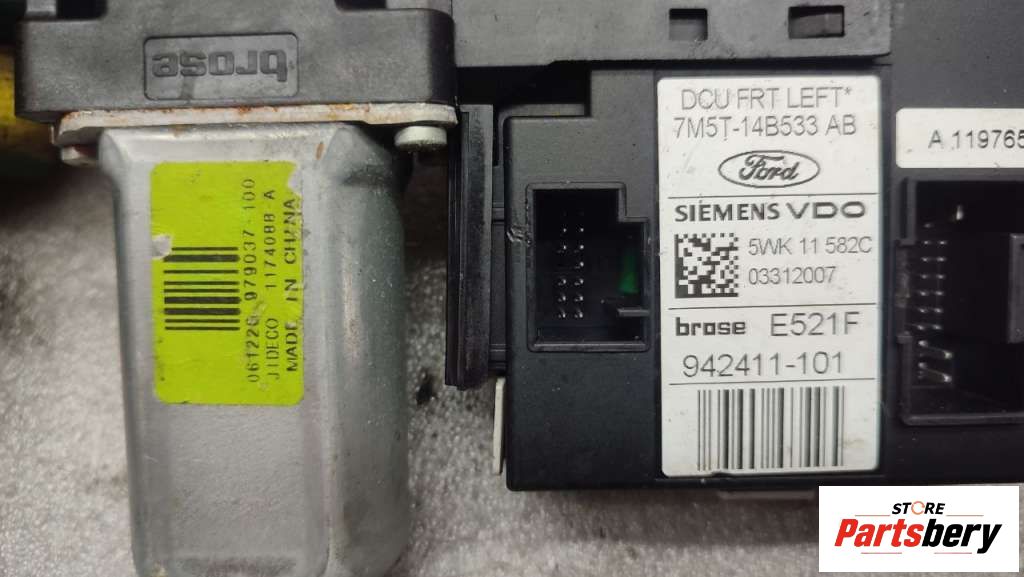 brose
061226 979037-100
JIDECO 1174088 A
MADE IN CHINA
DCU FRT LEFT*
7M5T-14B533 AB
Ford
SIEMENS VDO
5WK 11 582C
03312007
brose E521F
942411-101
A 119765
STORE
Partsbery